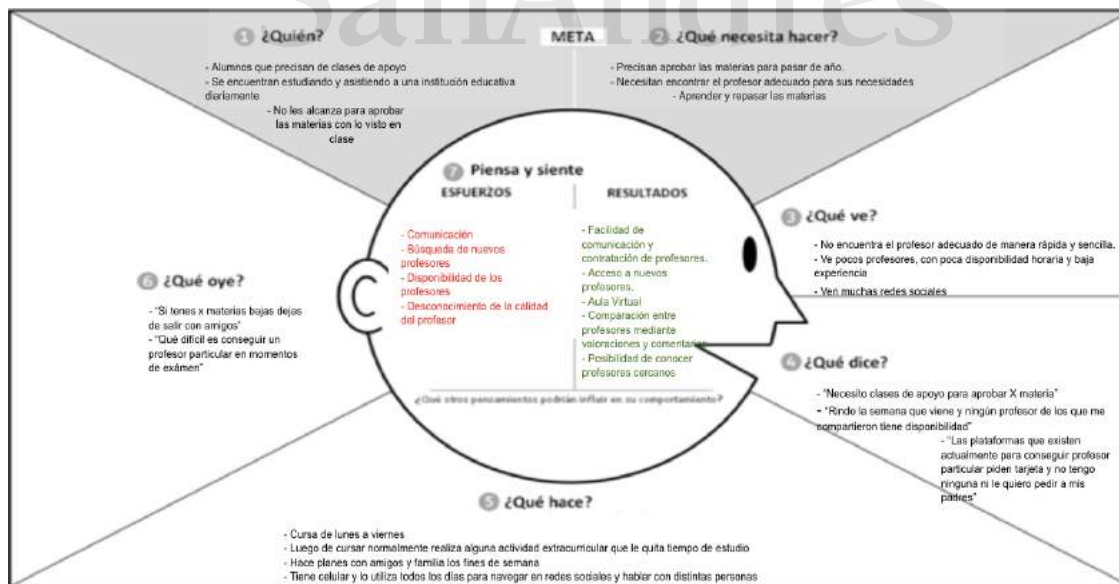 SanAndrés
1 ¿Quién?
- Alumnos que precisan de clases de apoyo
- Se encuentran estudiando y asistiendo a una institución educativa
diariamente
- No les alcanza para aprobar
las materias con lo visto en
clase
META
2 ¿Qué necesita hacer?
- Precisan aprobar las materias para pasar de año.
- Necesitan encontrar el profesor adecuado para sus necesidades
- Aprender y repasar las materias
7 Piensa y siente
ESFUERZOS
- Comunicación
- Búsqueda de nuevos
profesores
- Disponibilidad de los
profesores
- Desconocimiento de la calidad
del profesor
RESULTADOS
- Facilidad de
comunicación y
contratación de profesores.
- Acceso a nuevos
profesores.
- Aula Virtual
- Comparación entre
profesores mediante
valoraciones y comentarios
- Posibilidad de conocer
profesores cercanos
¿Qué otros pensamientos podrían influir en su comportamiento?
3 ¿Qué ve?
- No encuentra el profesor adecuado de manera rápida y sencilla.
- Ve pocos profesores, con poca disponibilidad horaria y baja
experiencia
- Ven muchas redes sociales
4 ¿Qué dice?
- "Necesito clases de apoyo para aprobar X materia"
- "Rindo la semana que viene y ningún profesor de los que me
compartieron tiene disponibilidad"
- "Las plataformas que existen
actualmente para conseguir profesor
particular piden tarjeta y no tengo
ninguna ni le quiero pedir a mis
padres"
5 ¿Qué hace?
- Cursa de lunes a viernes
- Luego de cursar normalmente realiza alguna actividad extracurricular que le quita tiempo de estudio
- Hace planes con amigos y familia los fines de semana
- Tiene celular y lo utiliza todos los días para navegar en redes sociales y hablar con distintas personas
6 ¿Qué oye?
- "Si tenes x materias bajas dejas
de salir con amigos"
- "Qué difícil es conseguir un
profesor particular en momentos
de exámen"